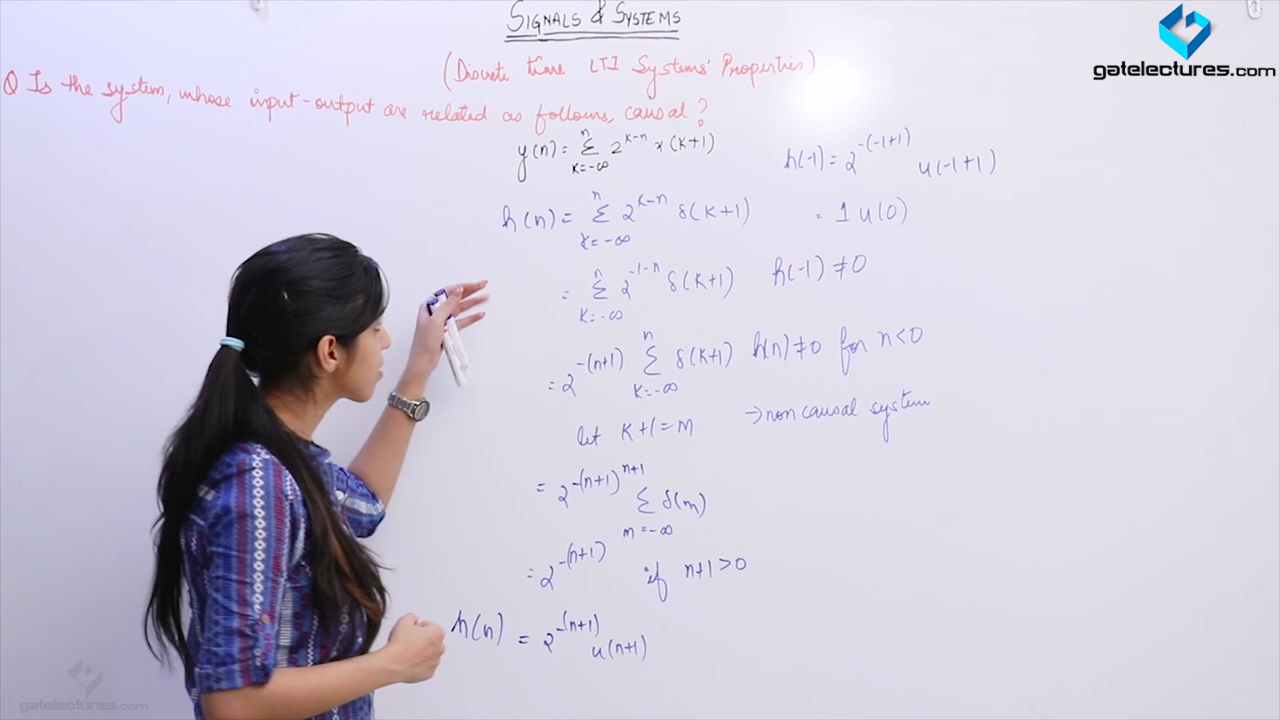 SIGNALS & SYSTEMS
(Discrete time LTI Systems' Properties)
Q Is the system, whose input-output are related as follows, causal?
y(n) = Σ_{k=-∞}^{n} 2^{k-n} x(k+1)
h(n) = Σ_{k=-∞}^{n} 2^{k-n} δ(k+1)
= Σ_{k=-∞}^{n} 2^{-1-n} δ(k+1)
= 2^{-(n+1)} Σ_{k=-∞}^{n} δ(k+1)
let k+1=m
= 2^{-(n+1)} Σ_{m=-∞}^{n+1} δ(m)
= 2^{-(n+1)} if n+1>0
h(n) = 2^{-(n+1)} u(n+1)
h(-1) = 2^{-(-1+1)} u(-1+1)
= 1 u(0)
h(-1) ≠ 0
h(n) ≠ 0 for n<0
→ non causal system
gatelectures.com
gatelectures.com